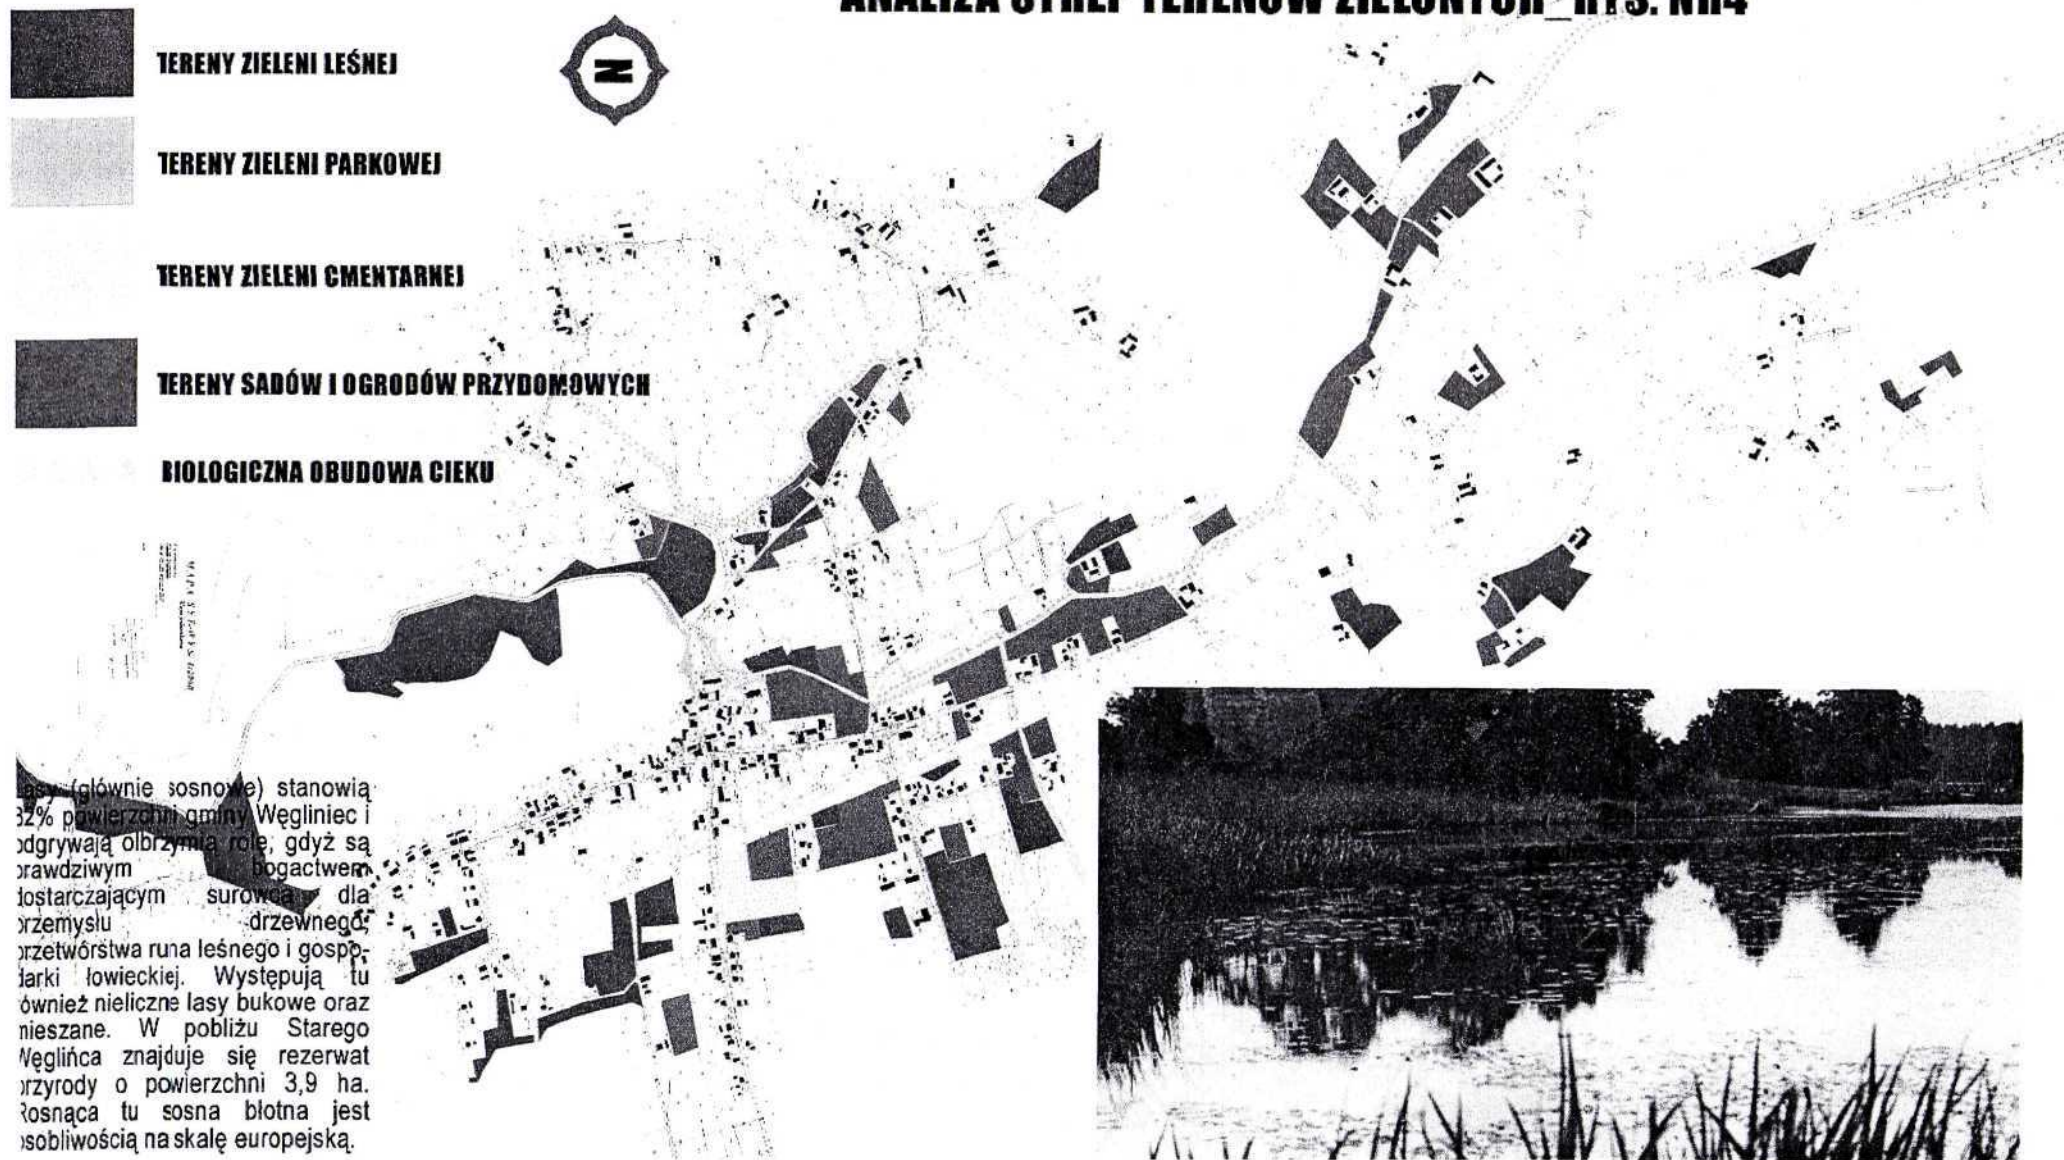 ANALIZA STREF TERENÓW ZIELONYCH_RYS. NR4
TERENY ZIELENI LEŚNEJ
N
TERENY ZIELENI PARKOWEJ
TERENY ZIELENI CMENTARNEJ
TERENY SADÓW I OGRODÓW PRZYDOMOWYCH
BIOLOGICZNA OBUDOWA CIEKU
Lasy (głównie sosnowe) stanowią
82% powierzchni gminy Węgliniec i
odgrywają olbrzymią rolę, gdyż są
prawdziwym bogactwem
dostarczającym surowca dla
przemysłu drzewnego,
przetwórstwa runa leśnego i gospo-
darki łowieckiej. Występują tu
również nieliczne lasy bukowe oraz
mieszane. W pobliżu Starego
Węglińca znajduje się rezerwat
przyrody o powierzchni 3,9 ha.
Rosnąca tu sosna błotna jest
osobliwością na skalę europejską.